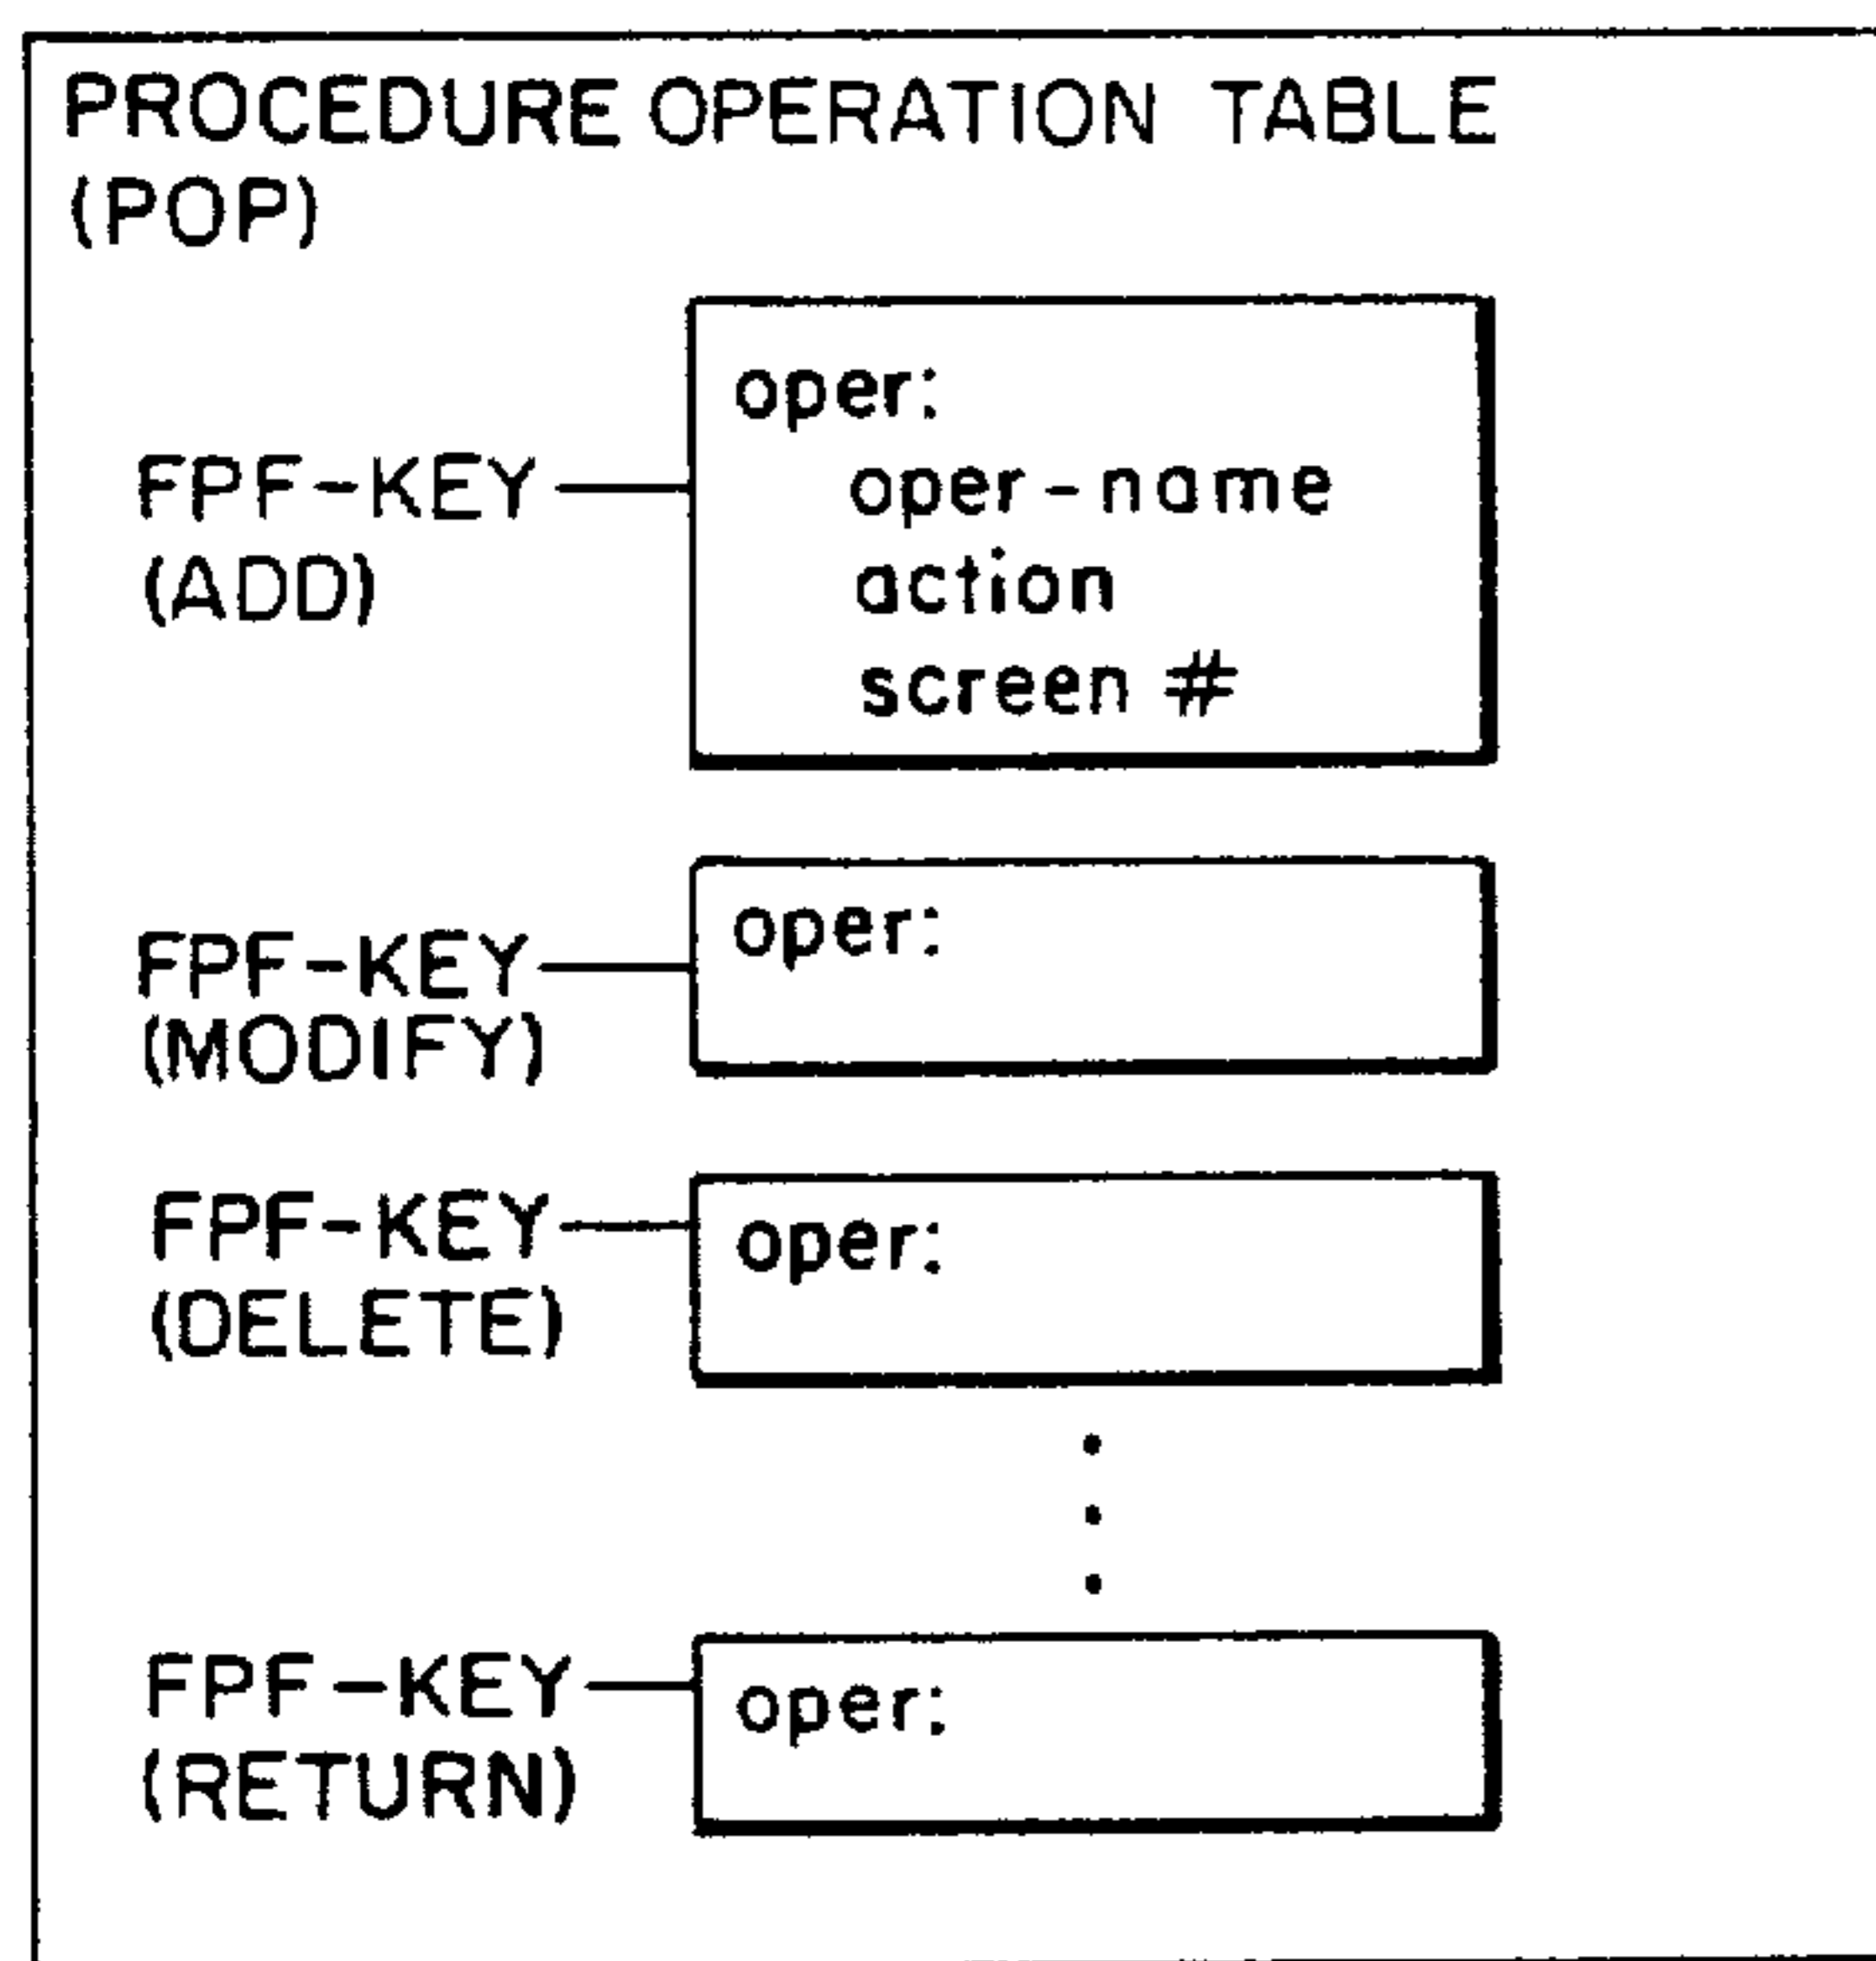 PROCEDURE OPERATION TABLE
(POP)
oper:
FPF-KEY oper-name
(ADD) action
screen #
FPF-KEY oper:
(MODIFY)
FPF-KEY oper:
(DELETE)
FPF-KEY oper:
(RETURN)